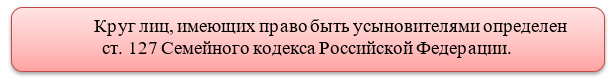 Круг лиц, имеющих право быть усыновителями определен
ст. 127 Семейного кодекса Российской Федерации.